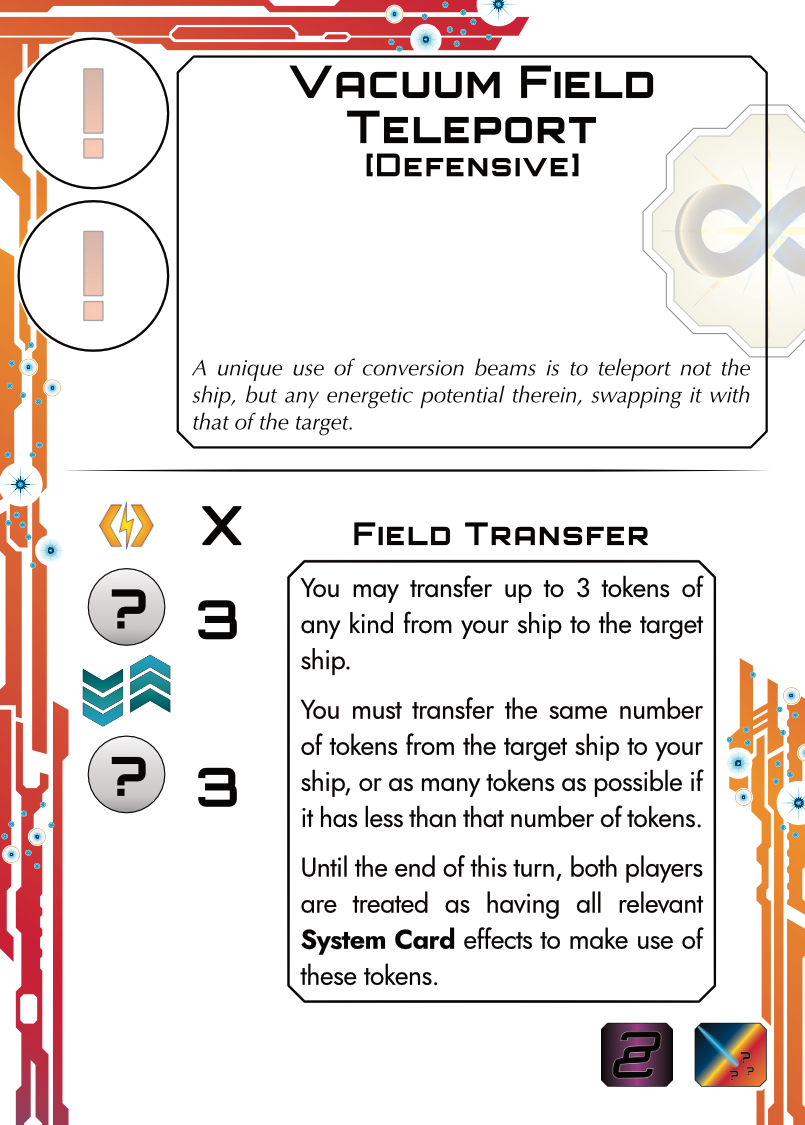 !
Vacuum Field
Teleport
[Defensive]
!
A unique use of conversion beams is to teleport not the
ship, but any energetic potential therein, swapping it with
that of the target.
X
Field Transfer
? 3
? 3
You may transfer up to 3 tokens of
any kind from your ship to the target
ship.
You must transfer the same number
of tokens from the target ship to your
ship, or as many tokens as possible if
it has less than that number of tokens.
Until the end of this turn, both players
are treated as having all relevant
System Card effects to make use of
these tokens.
2
? ? ?